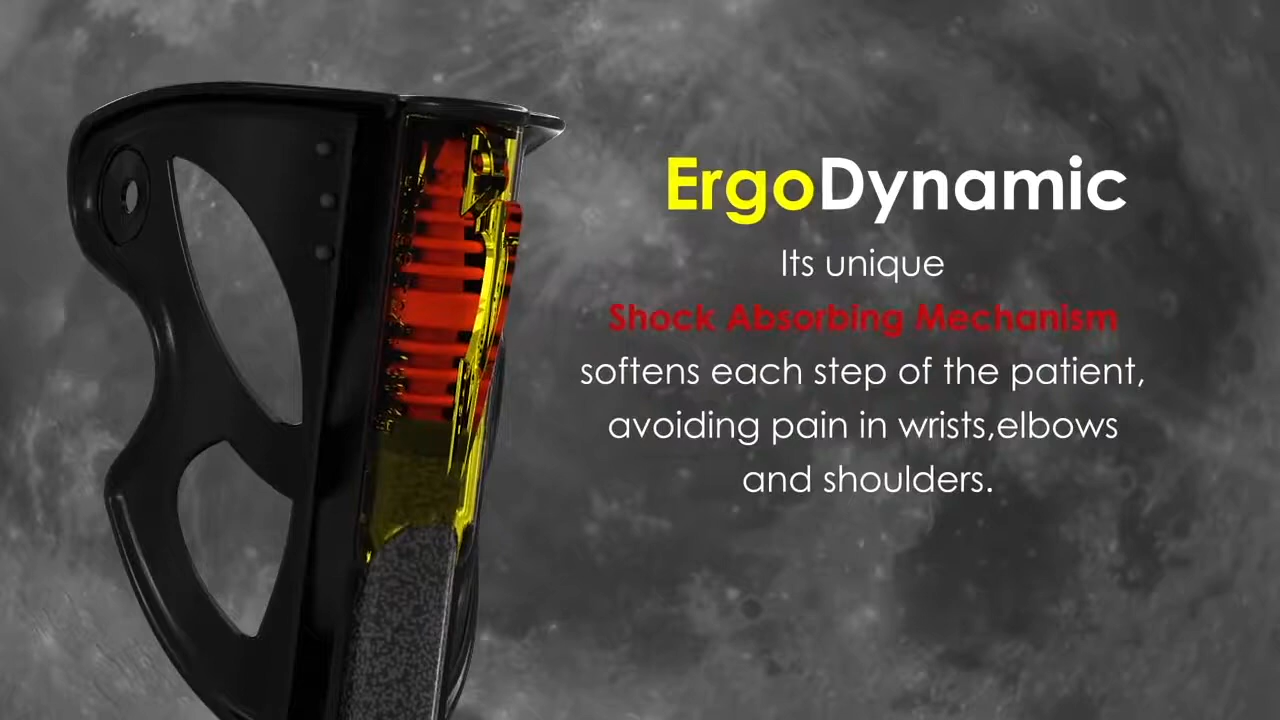 ErgoDynamic
Its unique
Shock Absorbing Mechanism
softens each step of the patient,
avoiding pain in wrists,elbows
and shoulders.